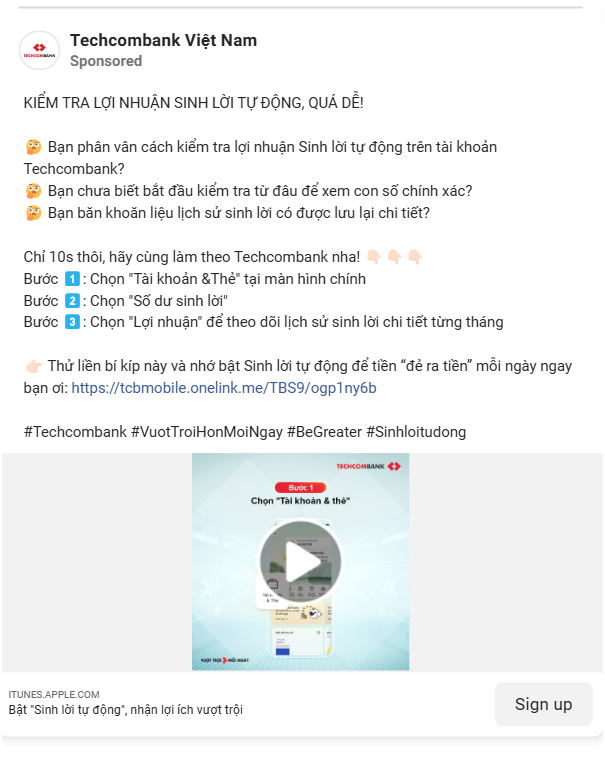 TECHCOMBANK
Techcombank Việt Nam
Sponsored
KIỂM TRA LỢI NHUẬN SINH LỜI TỰ ĐỘNG, QUÁ DỄ!
🤔 Bạn phân vân cách kiểm tra lợi nhuận Sinh lời tự động trên tài khoản
Techcombank?
🤔 Bạn chưa biết bắt đầu kiểm tra từ đâu để xem con số chính xác?
🤔 Bạn băn khoăn liệu lịch sử sinh lời có được lưu lại chi tiết?
Chỉ 10s thôi, hãy cùng làm theo Techcombank nha! 👇🏻👇🏻👇🏻
Bước 1️⃣: Chọn "Tài khoản &Thẻ" tại màn hình chính
Bước 2️⃣: Chọn "Số dư sinh lời"
Bước 3️⃣: Chọn "Lợi nhuận" để theo dõi lịch sử sinh lời chi tiết từng tháng
👉🏻 Thử liền bí kíp này và nhớ bật Sinh lời tự động để tiền “đẻ ra tiền” mỗi ngày ngay
bạn ơi: https://tcbmobile.onelink.me/TBS9/ogp1ny6b
#Techcombank #VuotTroiHonMoiNgay #BeGreater #Sinhloitudong
TECHCOMBANK
Bước 1
Chọn "Tài khoản & thẻ"
Tài khoản
& Thẻ
VƯỢT TRỘI MỖI NGÀY
ITUNES.APPLE.COM
Bật "Sinh lời tự động", nhận lợi ích vượt trội
Sign up